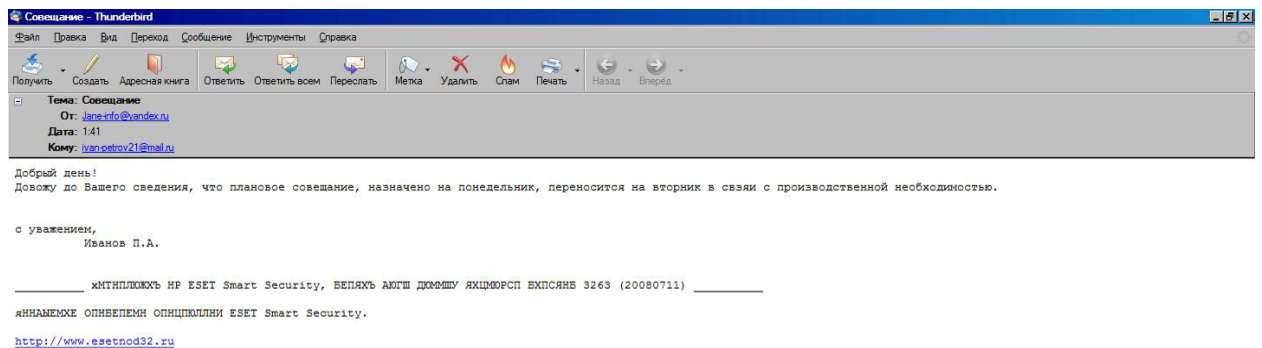 Совещание - Thunderbird
Файл Правка Вид Переход Сообщение Инструменты Справка
Получить Создать Адресная книга Ответить Ответить всем Переслать Метка Удалить Спам Печать Назад Вперёд
Тема: Совещание
От: Jane-info@yandex.ru
Дата: 1:41
Кому: ivan-petrov21@mail.ru
Добрый день!
Довожу до Вашего сведения, что плановое совещание, назначено на понедельник, переносится на вторник в свзяи с производственной необходимостью.
с уважением,
Иванов П.А.
__________ хМТНПЛЮЖХЪ НР ESET Smart Security, БЕПЯХЪ АЮГШ ДЮММШУ ЯХЦМЮРСП БХПСЯНБ 3263 (20080711) __________
яННАЫЕМХЕ ОПНБЕПЕМН ОПНЦПЮЛЛНИ ESET Smart Security.
http://www.esetnod32.ru